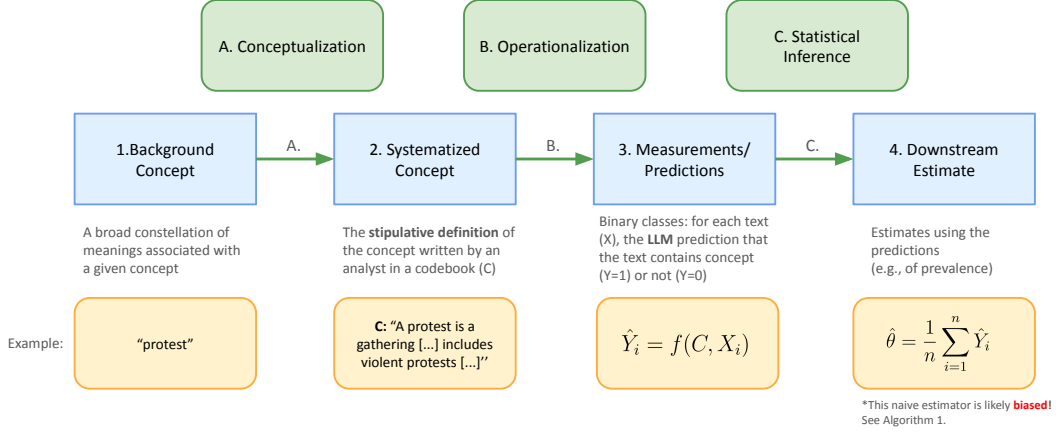 A. Conceptualization
B. Operationalization
C. Statistical
Inference
1.Background
Concept
A.
2. Systematized
Concept
B.
3. Measurements/
Predictions
C.
4. Downstream
Estimate
A broad constellation of
meanings associated with
a given concept
The stipulative definition of
the concept written by an
analyst in a codebook (C)
Binary classes: for each text
(X), the LLM prediction that
the text contains concept
(Y=1) or not (Y=0)
Estimates using the
predictions
(e.g., of prevalence)
Example:
“protest”
C: “A protest is a
gathering [...] includes
violent protests [...]’’
Ŷ_i = f(C, X_i)
θ̂ = 1/n ∑_{i=1}^{n} Ŷ_i
*This naive estimator is likely biased!
See Algorithm 1.